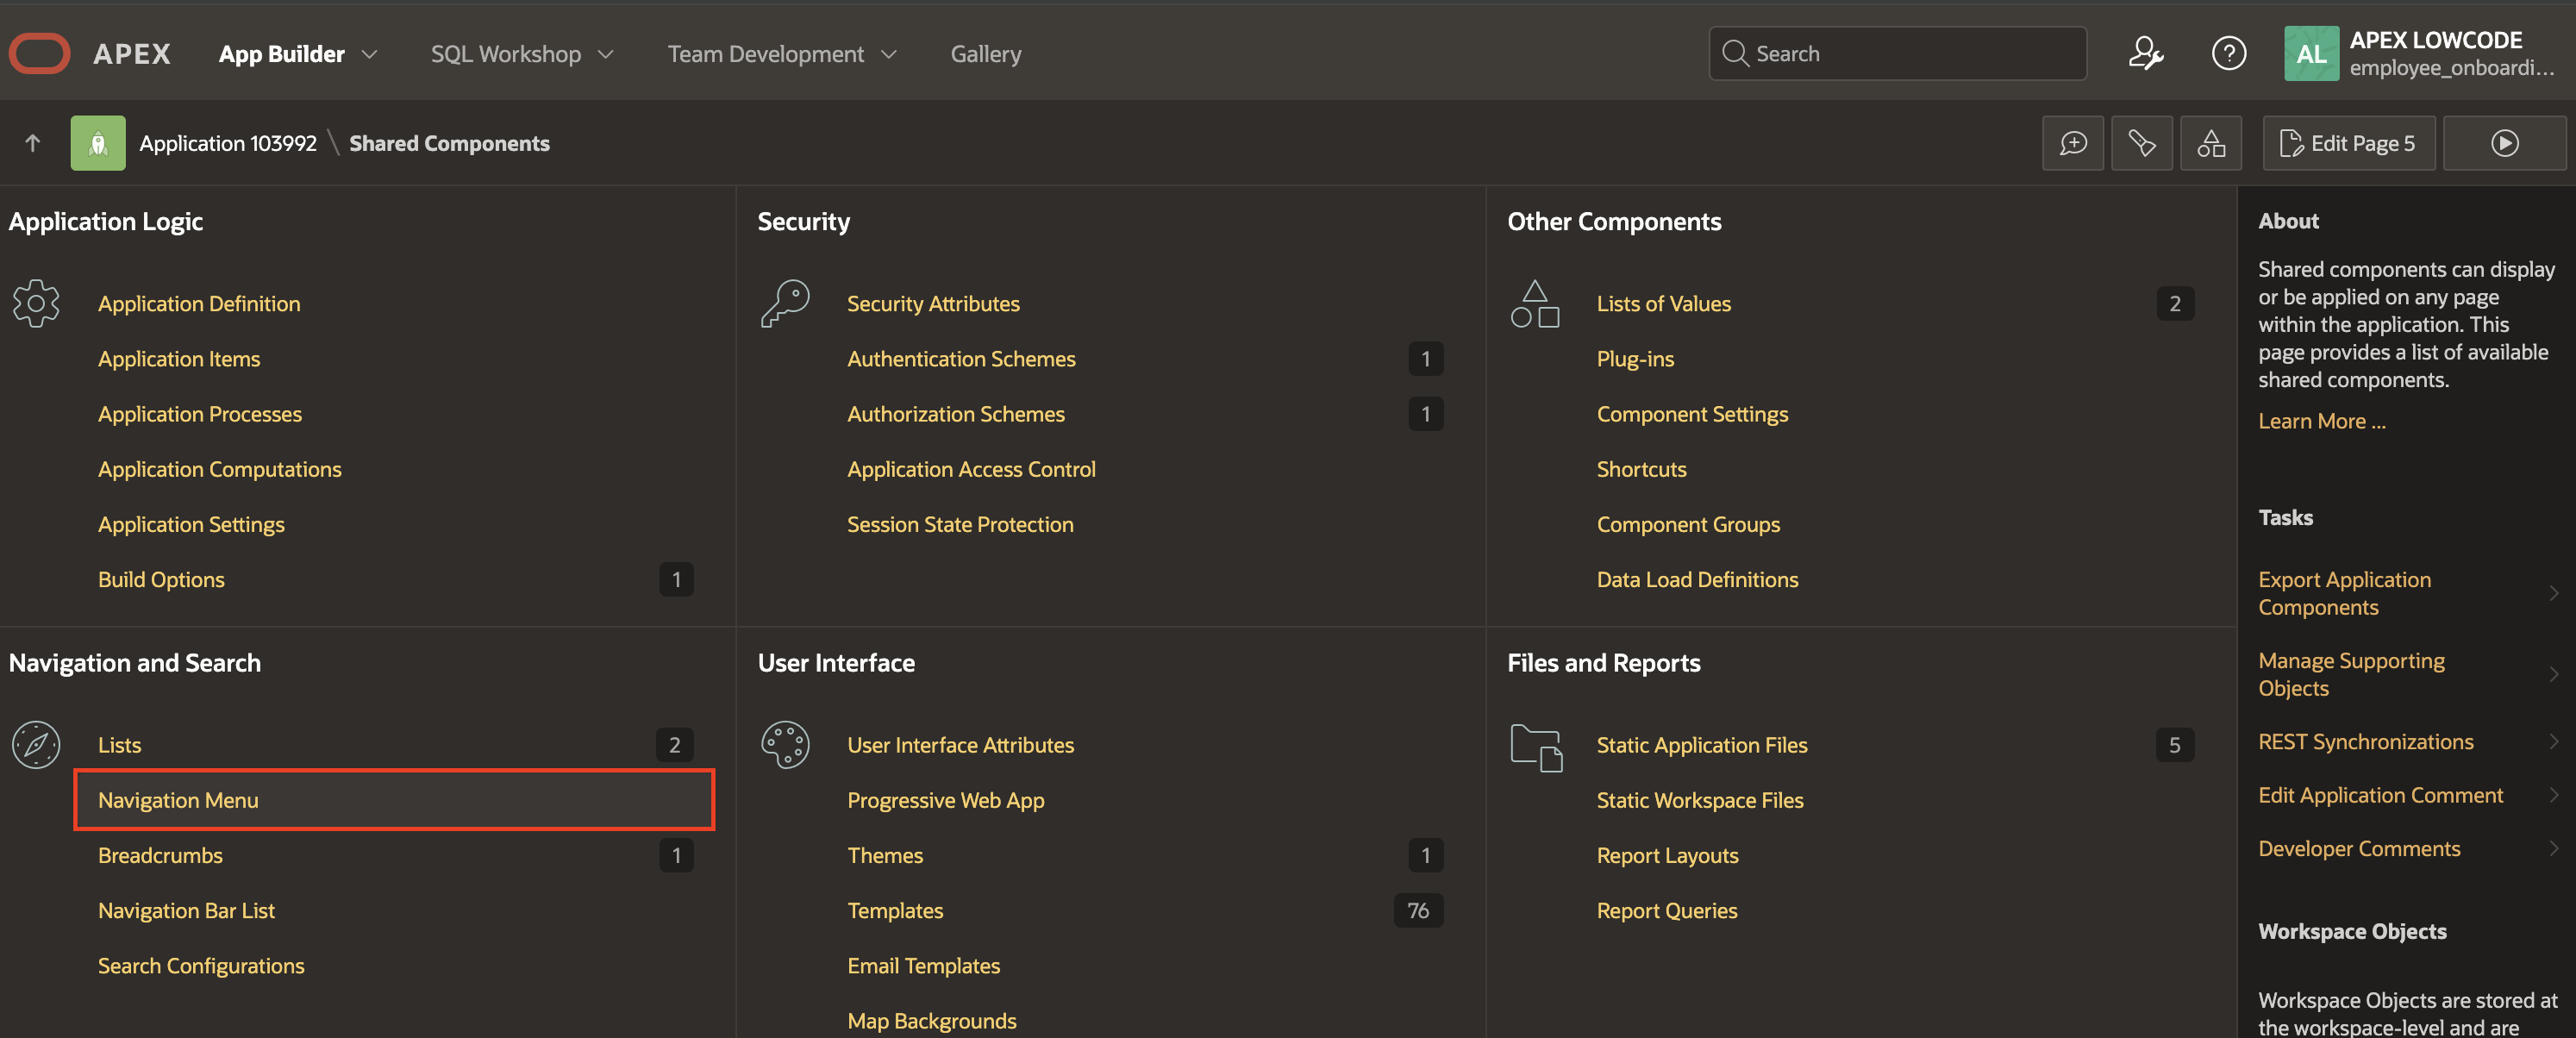 APEX
App Builder
SQL Workshop
Team Development
Gallery
Search
AL
APEX LOWCODE
employee_onboardi...
Application 103992 \ Shared Components
Edit Page 5
Application Logic
Application Definition
Application Items
Application Processes
Application Computations
Application Settings
Build Options 1
Security
Security Attributes
Authentication Schemes 1
Authorization Schemes 1
Application Access Control
Session State Protection
Other Components
Lists of Values 2
Plug-ins
Component Settings
Shortcuts
Component Groups
Data Load Definitions
Navigation and Search
Lists 2
Navigation Menu
Breadcrumbs 1
Navigation Bar List
Search Configurations
User Interface
User Interface Attributes
Progressive Web App
Themes 1
Templates 76
Email Templates
Map Backgrounds
Files and Reports
Static Application Files 5
Static Workspace Files
Report Layouts
Report Queries
About
Shared components can display
or be applied on any page
within the application. This
page provides a list of available
shared components.
Learn More ...
Tasks
Export Application
Components
Manage Supporting
Objects
REST Synchronizations
Edit Application Comment
Developer Comments
Workspace Objects
Workspace Objects are stored at
the workspace-level and are